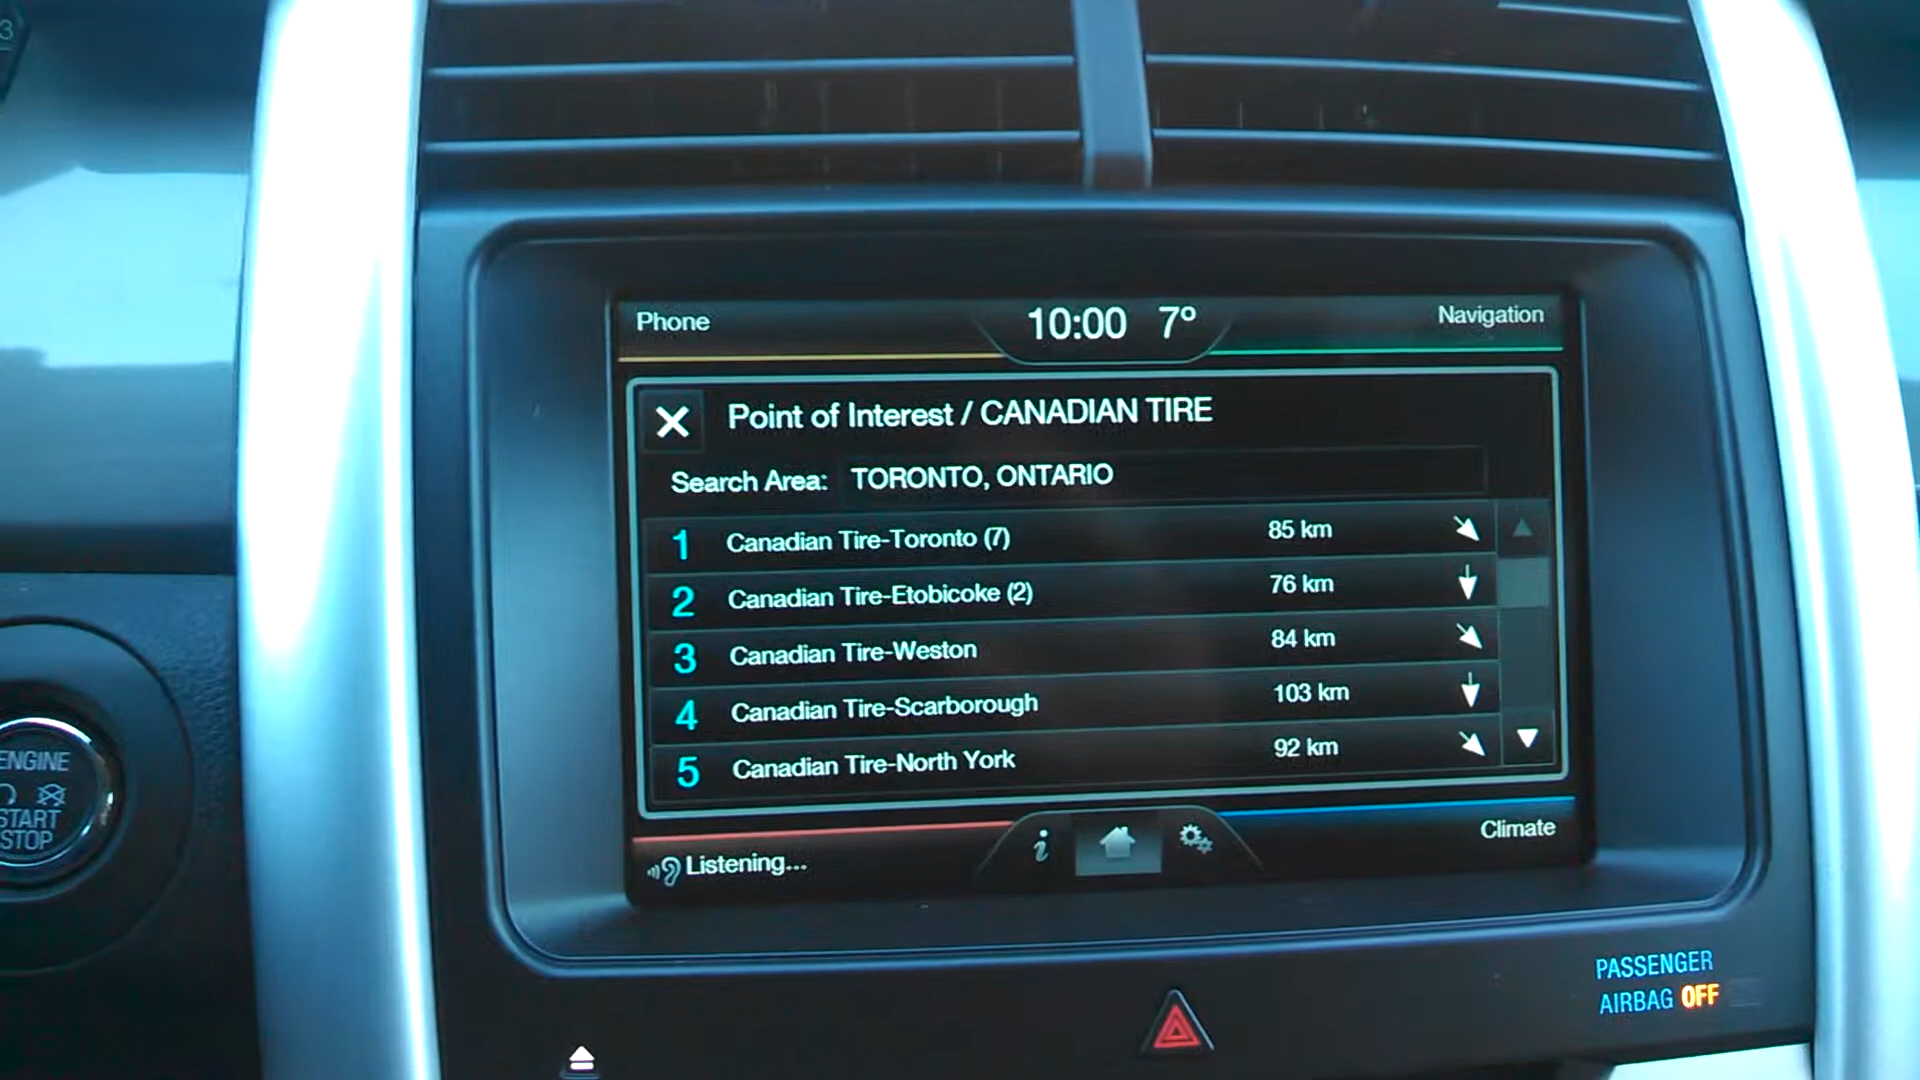 Phone
10:00 7°
Navigation
Point of Interest / CANADIAN TIRE
Search Area: TORONTO, ONTARIO
1 Canadian Tire-Toronto (7) 85 km
2 Canadian Tire-Etobicoke (2) 76 km
3 Canadian Tire-Weston 84 km
4 Canadian Tire-Scarborough 103 km
5 Canadian Tire-North York 92 km
Listening...
i
Climate
ENGINE
START
STOP
PASSENGER
AIRBAG OFF
3